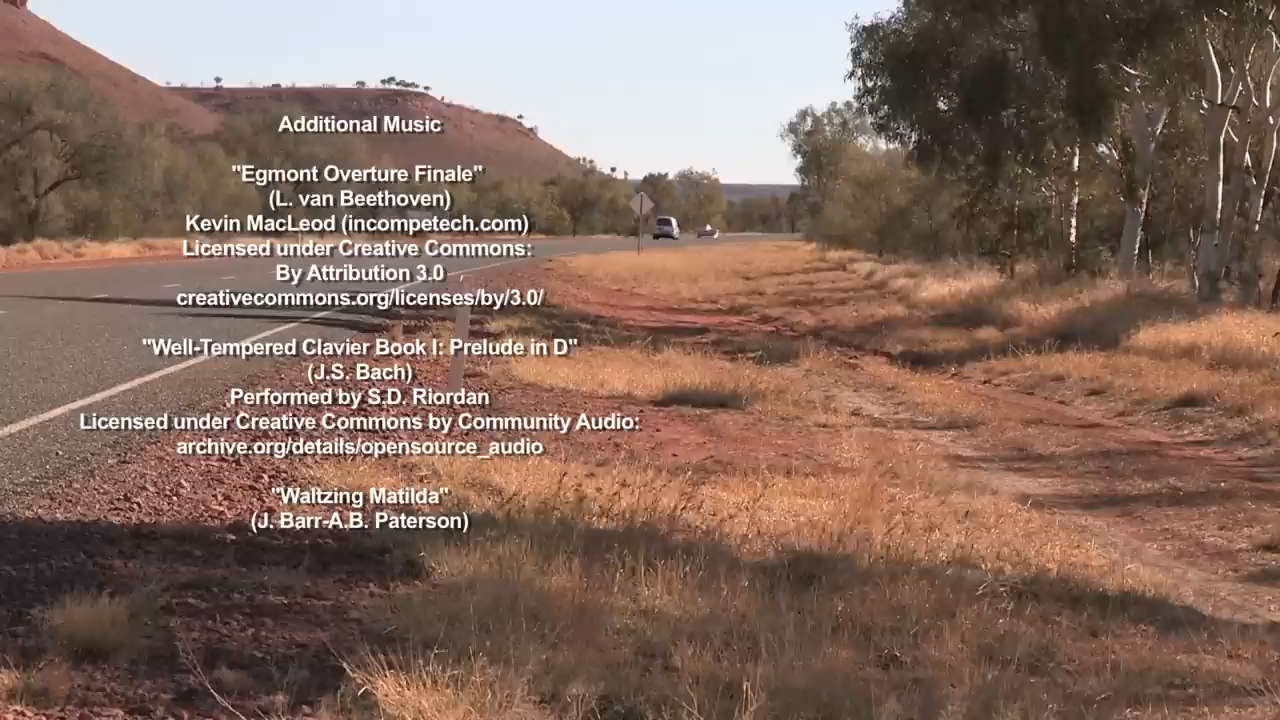 Additional Music
"Egmont Overture Finale"
(L. van Beethoven)
Kevin MacLeod (incompetech.com)
Licensed under Creative Commons:
By Attribution 3.0
creativecommons.org/licenses/by/3.0/
"Well-Tempered Clavier Book I: Prelude in D"
(J.S. Bach)
Performed by S.D. Riordan
Licensed under Creative Commons by Community Audio:
archive.org/details/opensource_audio
"Waltzing Matilda"
(J. Barr-A.B. Paterson)